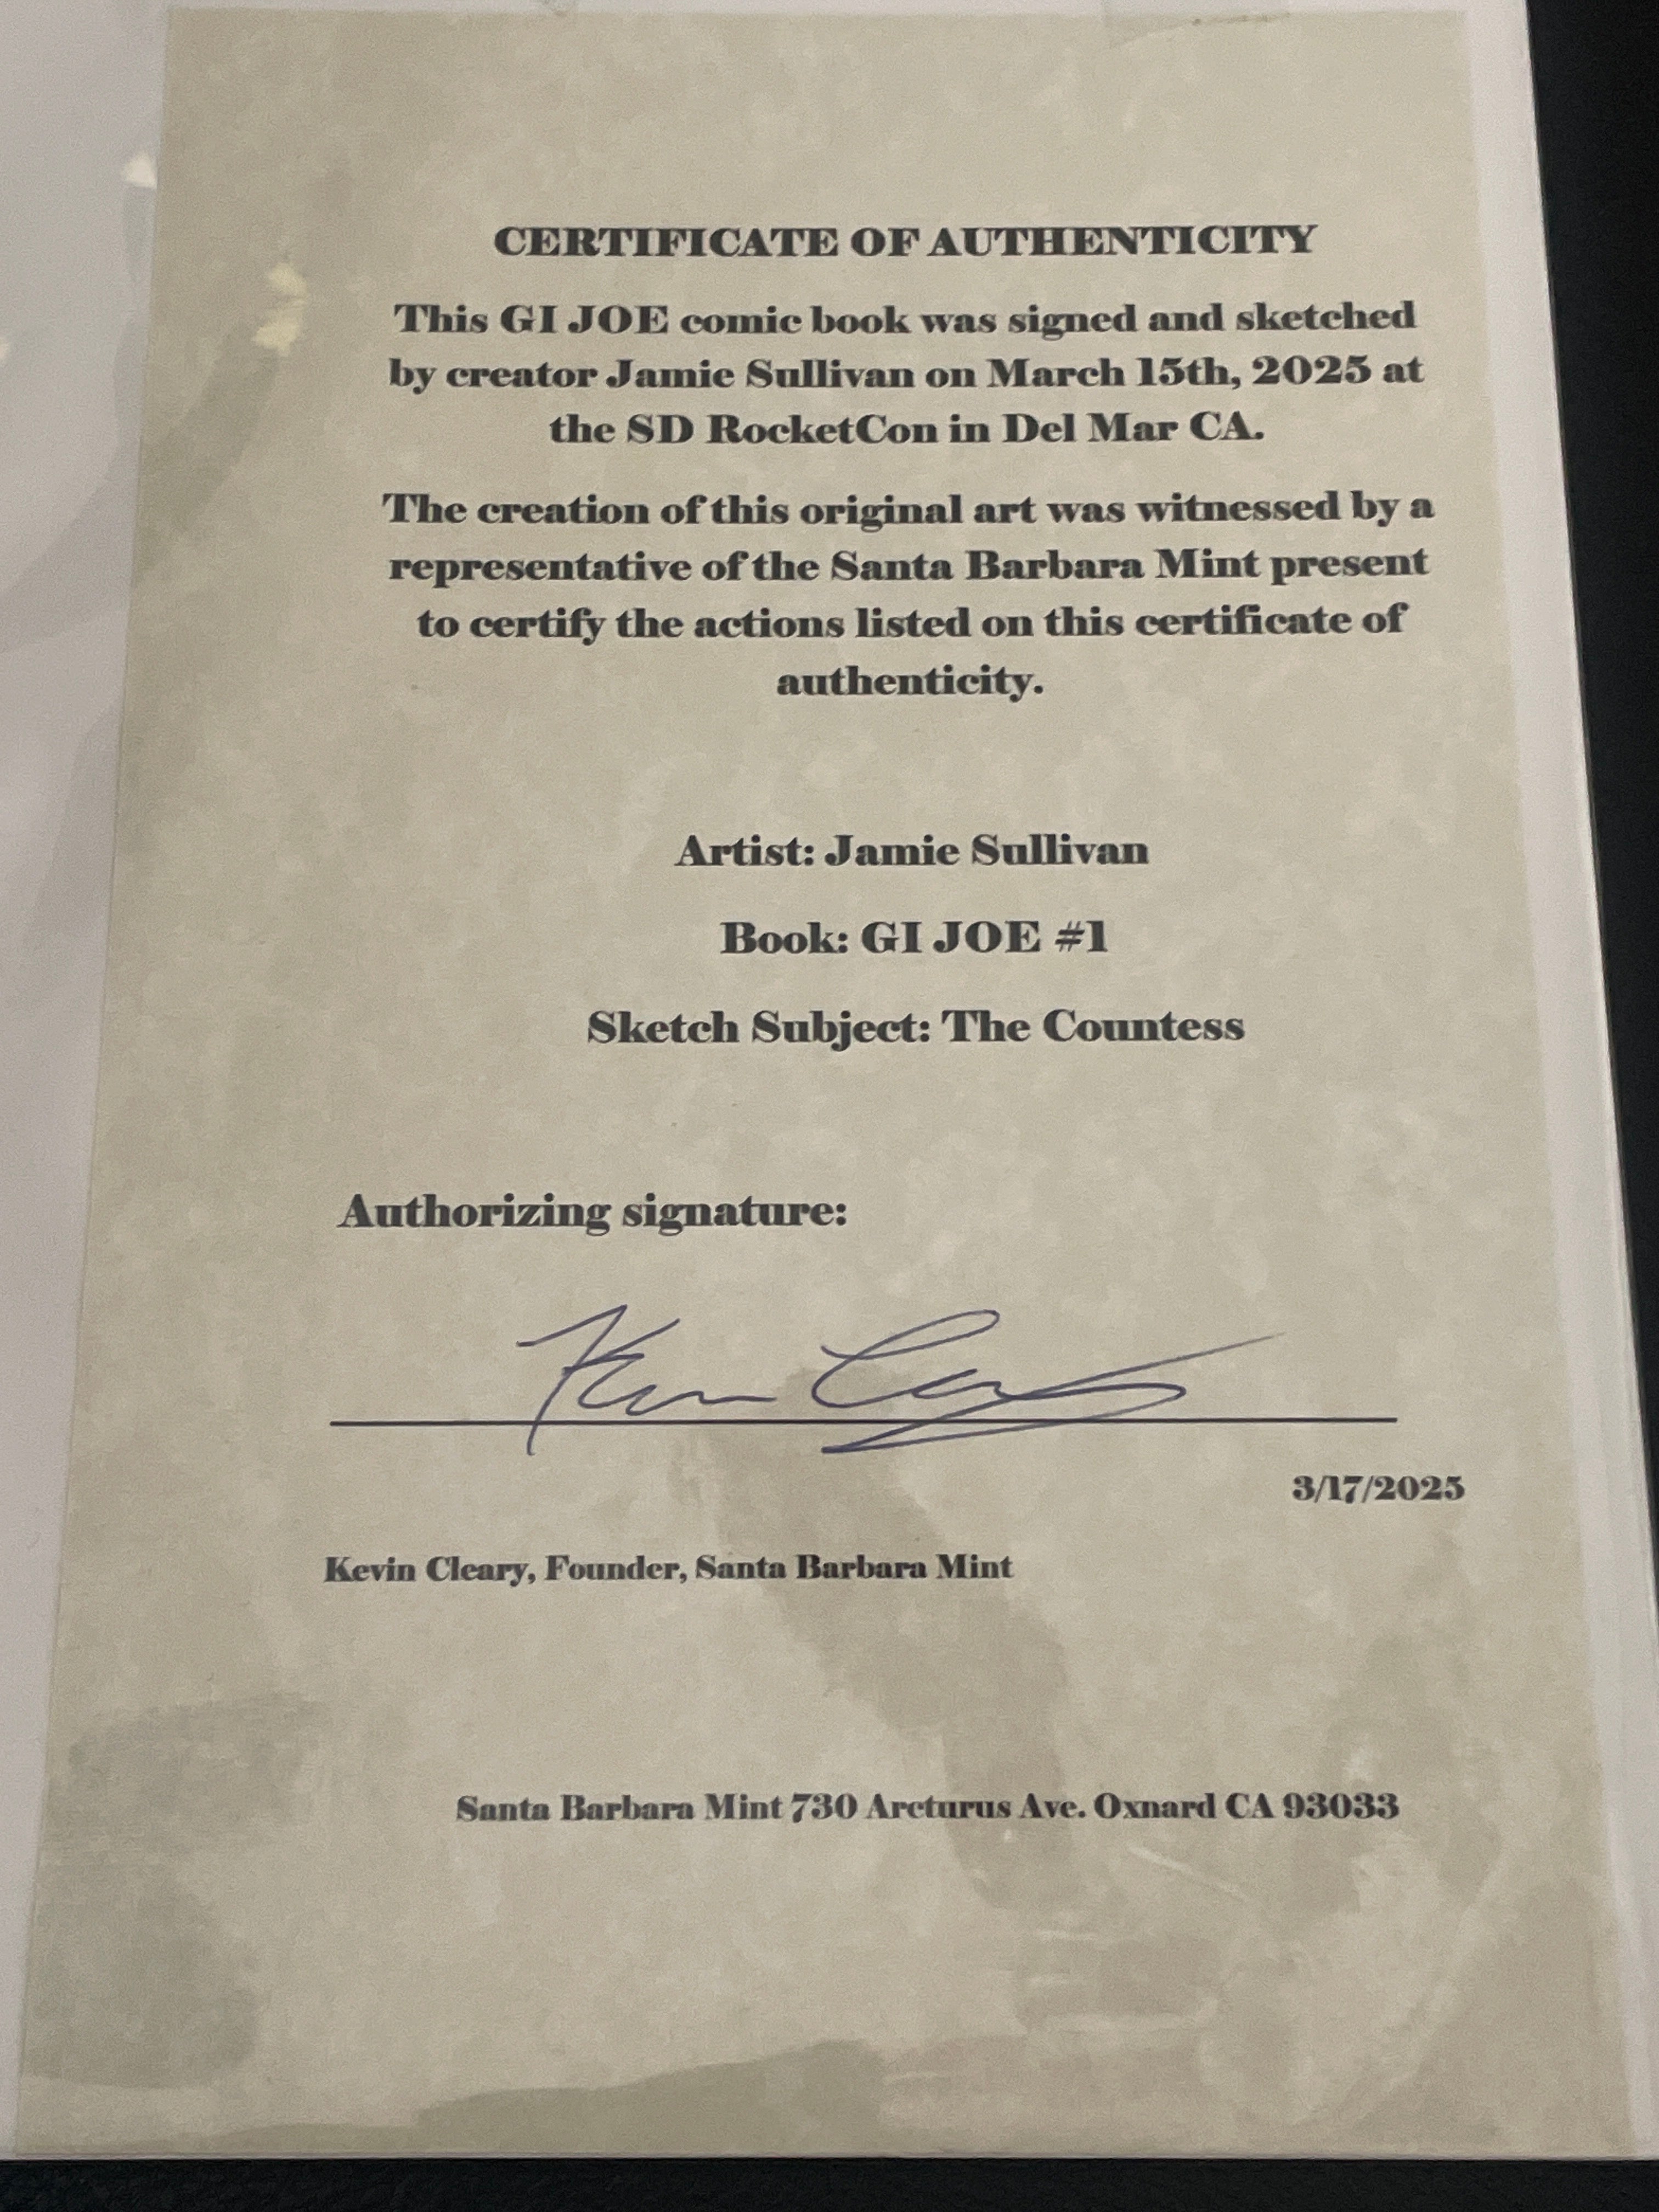 CERTIFICATE OF AUTHENTICITY
This GI JOE comic book was signed and sketched
by creator Jamie Sullivan on March 15th, 2025 at
the SD RocketCon in Del Mar CA.
The creation of this original art was witnessed by a
representative of the Santa Barbara Mint present
to certify the actions listed on this certificate of
authenticity.
Artist: Jamie Sullivan
Book: GI JOE #1
Sketch Subject: The Countess
Authorizing signature:
3/17/2025
Kevin Cleary, Founder, Santa Barbara Mint
Santa Barbara Mint 730 Arcturus Ave. Oxnard CA 93033